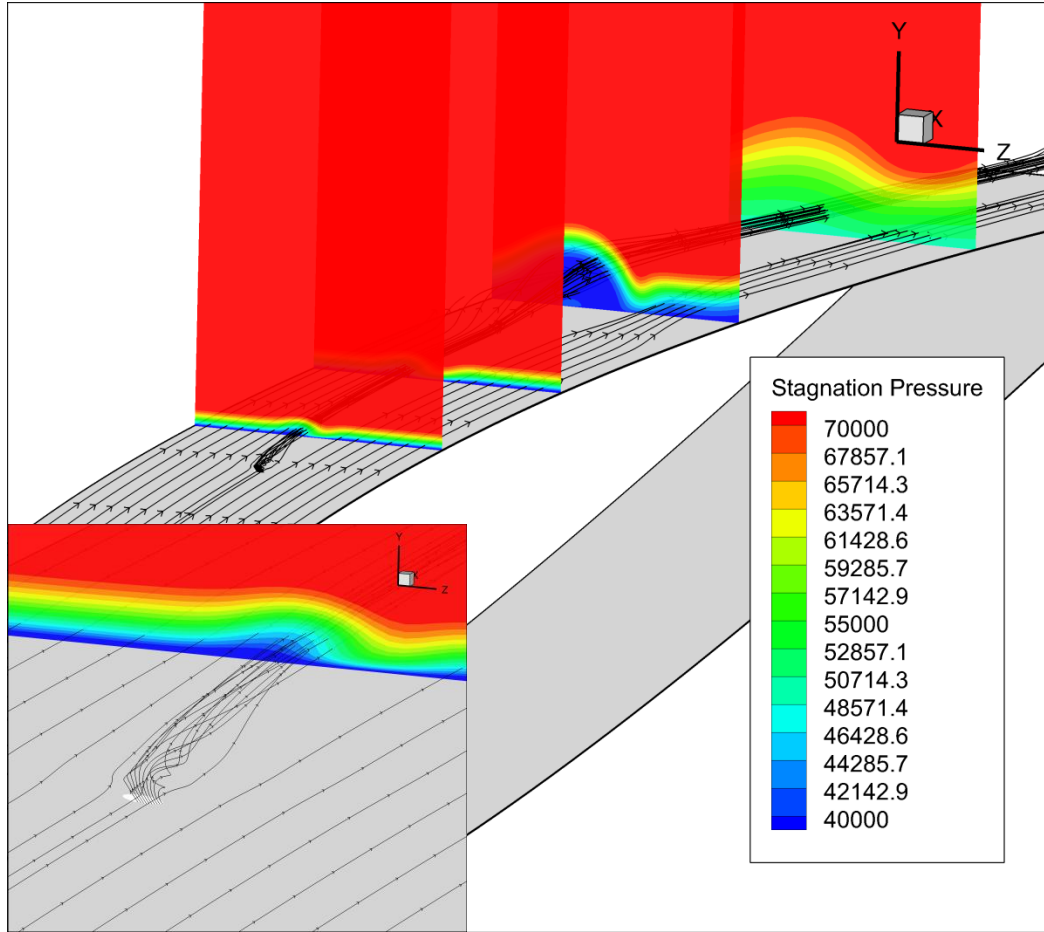 Y
X
Z
Stagnation Pressure
70000
67857.1
65714.3
63571.4
61428.6
59285.7
57142.9
55000
52857.1
50714.3
48571.4
46428.6
44285.7
42142.9
40000
Y
X
Z